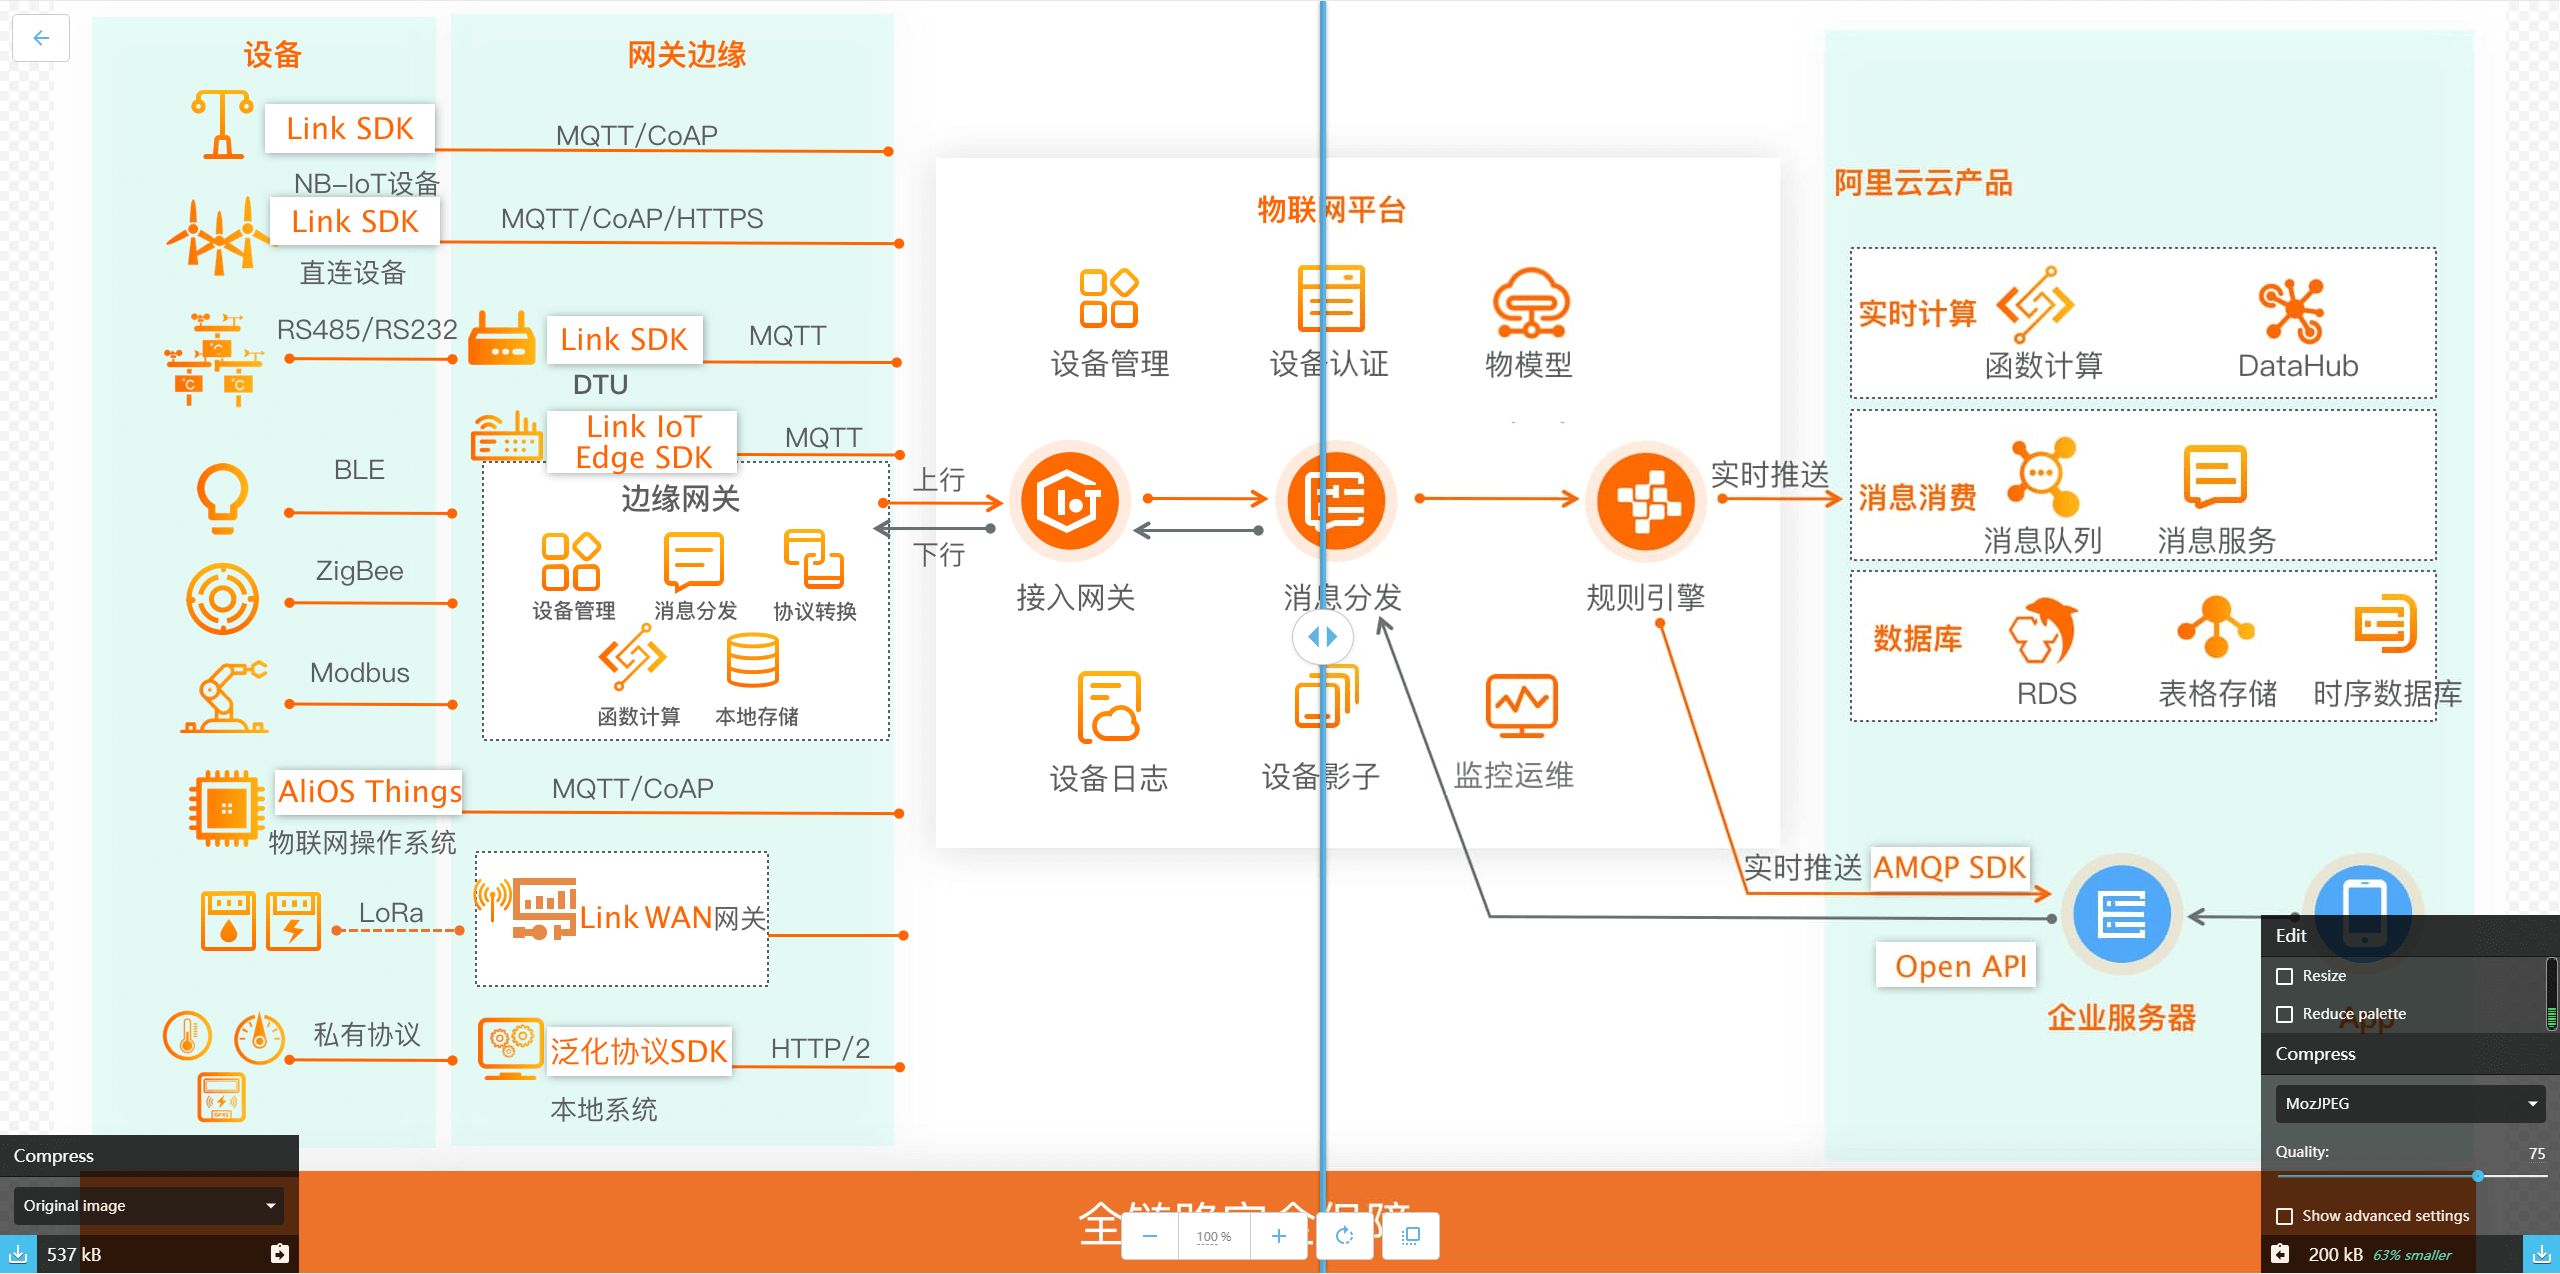 设备
Link SDK
NB-IoT设备
Link SDK
直连设备
RS485/RS232
BLE
ZigBee
Modbus
AliOS Things
物联网操作系统
LoRa
私有协议
网关边缘
MQTT/CoAP
MQTT/CoAP/HTTPS
Link SDK
MQTT
DTU
Link IoT
Edge SDK
MQTT
边缘网关
设备管理
消息分发
协议转换
函数计算
本地存储
MQTT/CoAP
Link WAN网关
泛化协议SDK
HTTP/2
本地系统
上行
下行
物联网平台
设备管理
设备认证
物模型
接入网关
消息分发
规则引擎
设备日志
设备影子
监控运维
实时推送
实时推送
AMQP SDK
Open API
阿里云云产品
实时计算
函数计算
DataHub
消息消费
消息队列
消息服务
数据库
RDS
表格存储
时序数据库
企业服务器
App
全链路安全保障
100 %
Compress
Original image
537 kB
Edit
Resize
Reduce palette
Compress
MozJPEG
Quality:
75
Show advanced settings
200 kB
63% smaller